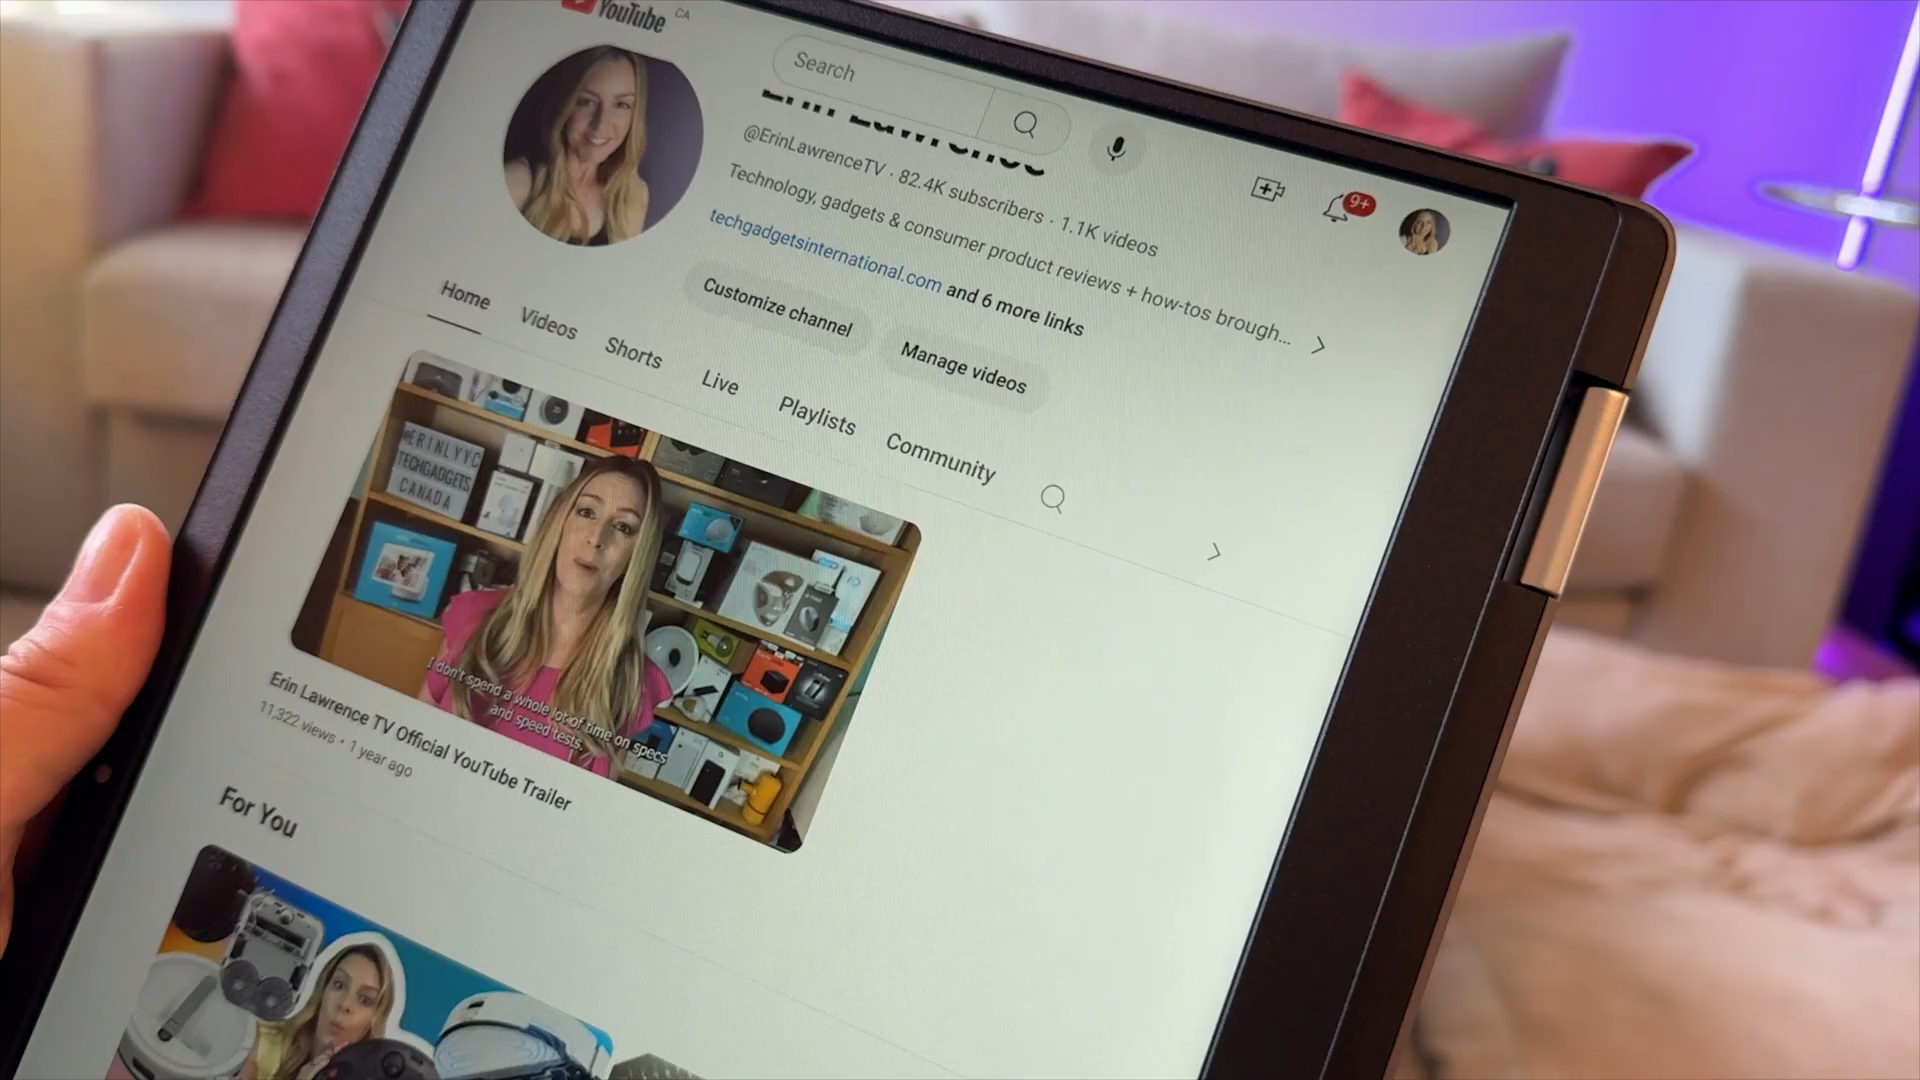 YouTube CA
Search
Erin Lawrence
@ErinLawrenceTV · 82.4K subscribers · 1.1K videos
9+
Technology, gadgets & consumer product reviews + how-tos brough...
techgadgetsinternational.com and 6 more links
Customize channel
Manage videos
Home
Videos
Shorts
Live
Playlists
Community
@ERINLYYC
TECHGADGETS
CANADA
I don't spend a whole lot of time on specs
and speed tests.
Erin Lawrence TV Official YouTube Trailer
11,322 views · 1 year ago
For You